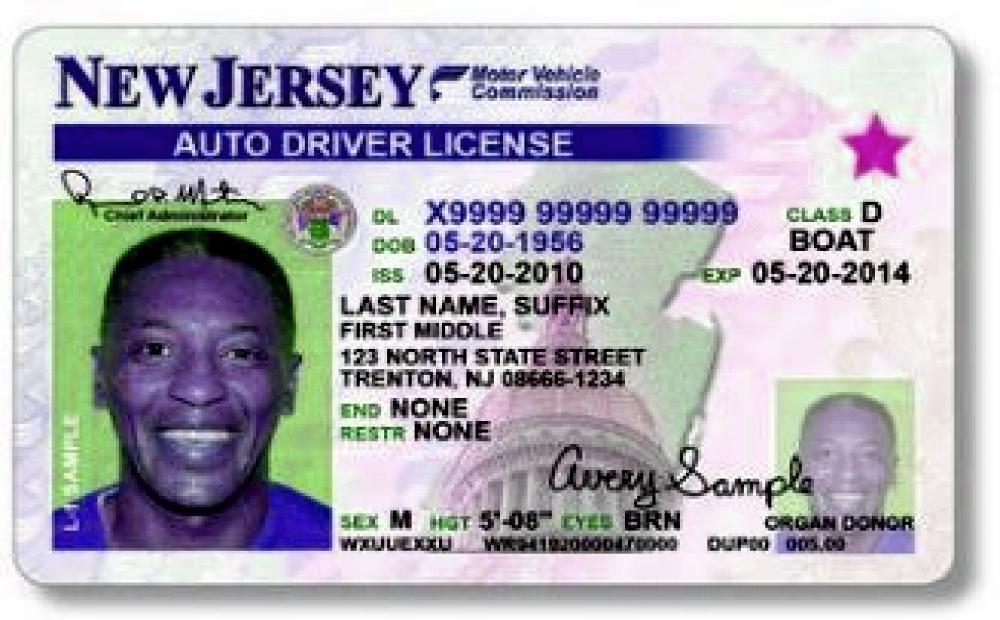 NEW JERSEY Motor Vehicle Commission
AUTO DRIVER LICENSE
Chief Administrator
DL X9999 99999 99999 CLASS D
DOB 05-20-1956 BOAT
ISS 05-20-2010 EXP 05-20-2014
LAST NAME, SUFFIX
FIRST MIDDLE
123 NORTH STATE STREET
TRENTON, NJ 08666-1234
END NONE
RESTR NONE
Avery Sample
SEX M HGT 5'-08" EYES BRN
ORGAN DONOR
DUP00 005.00